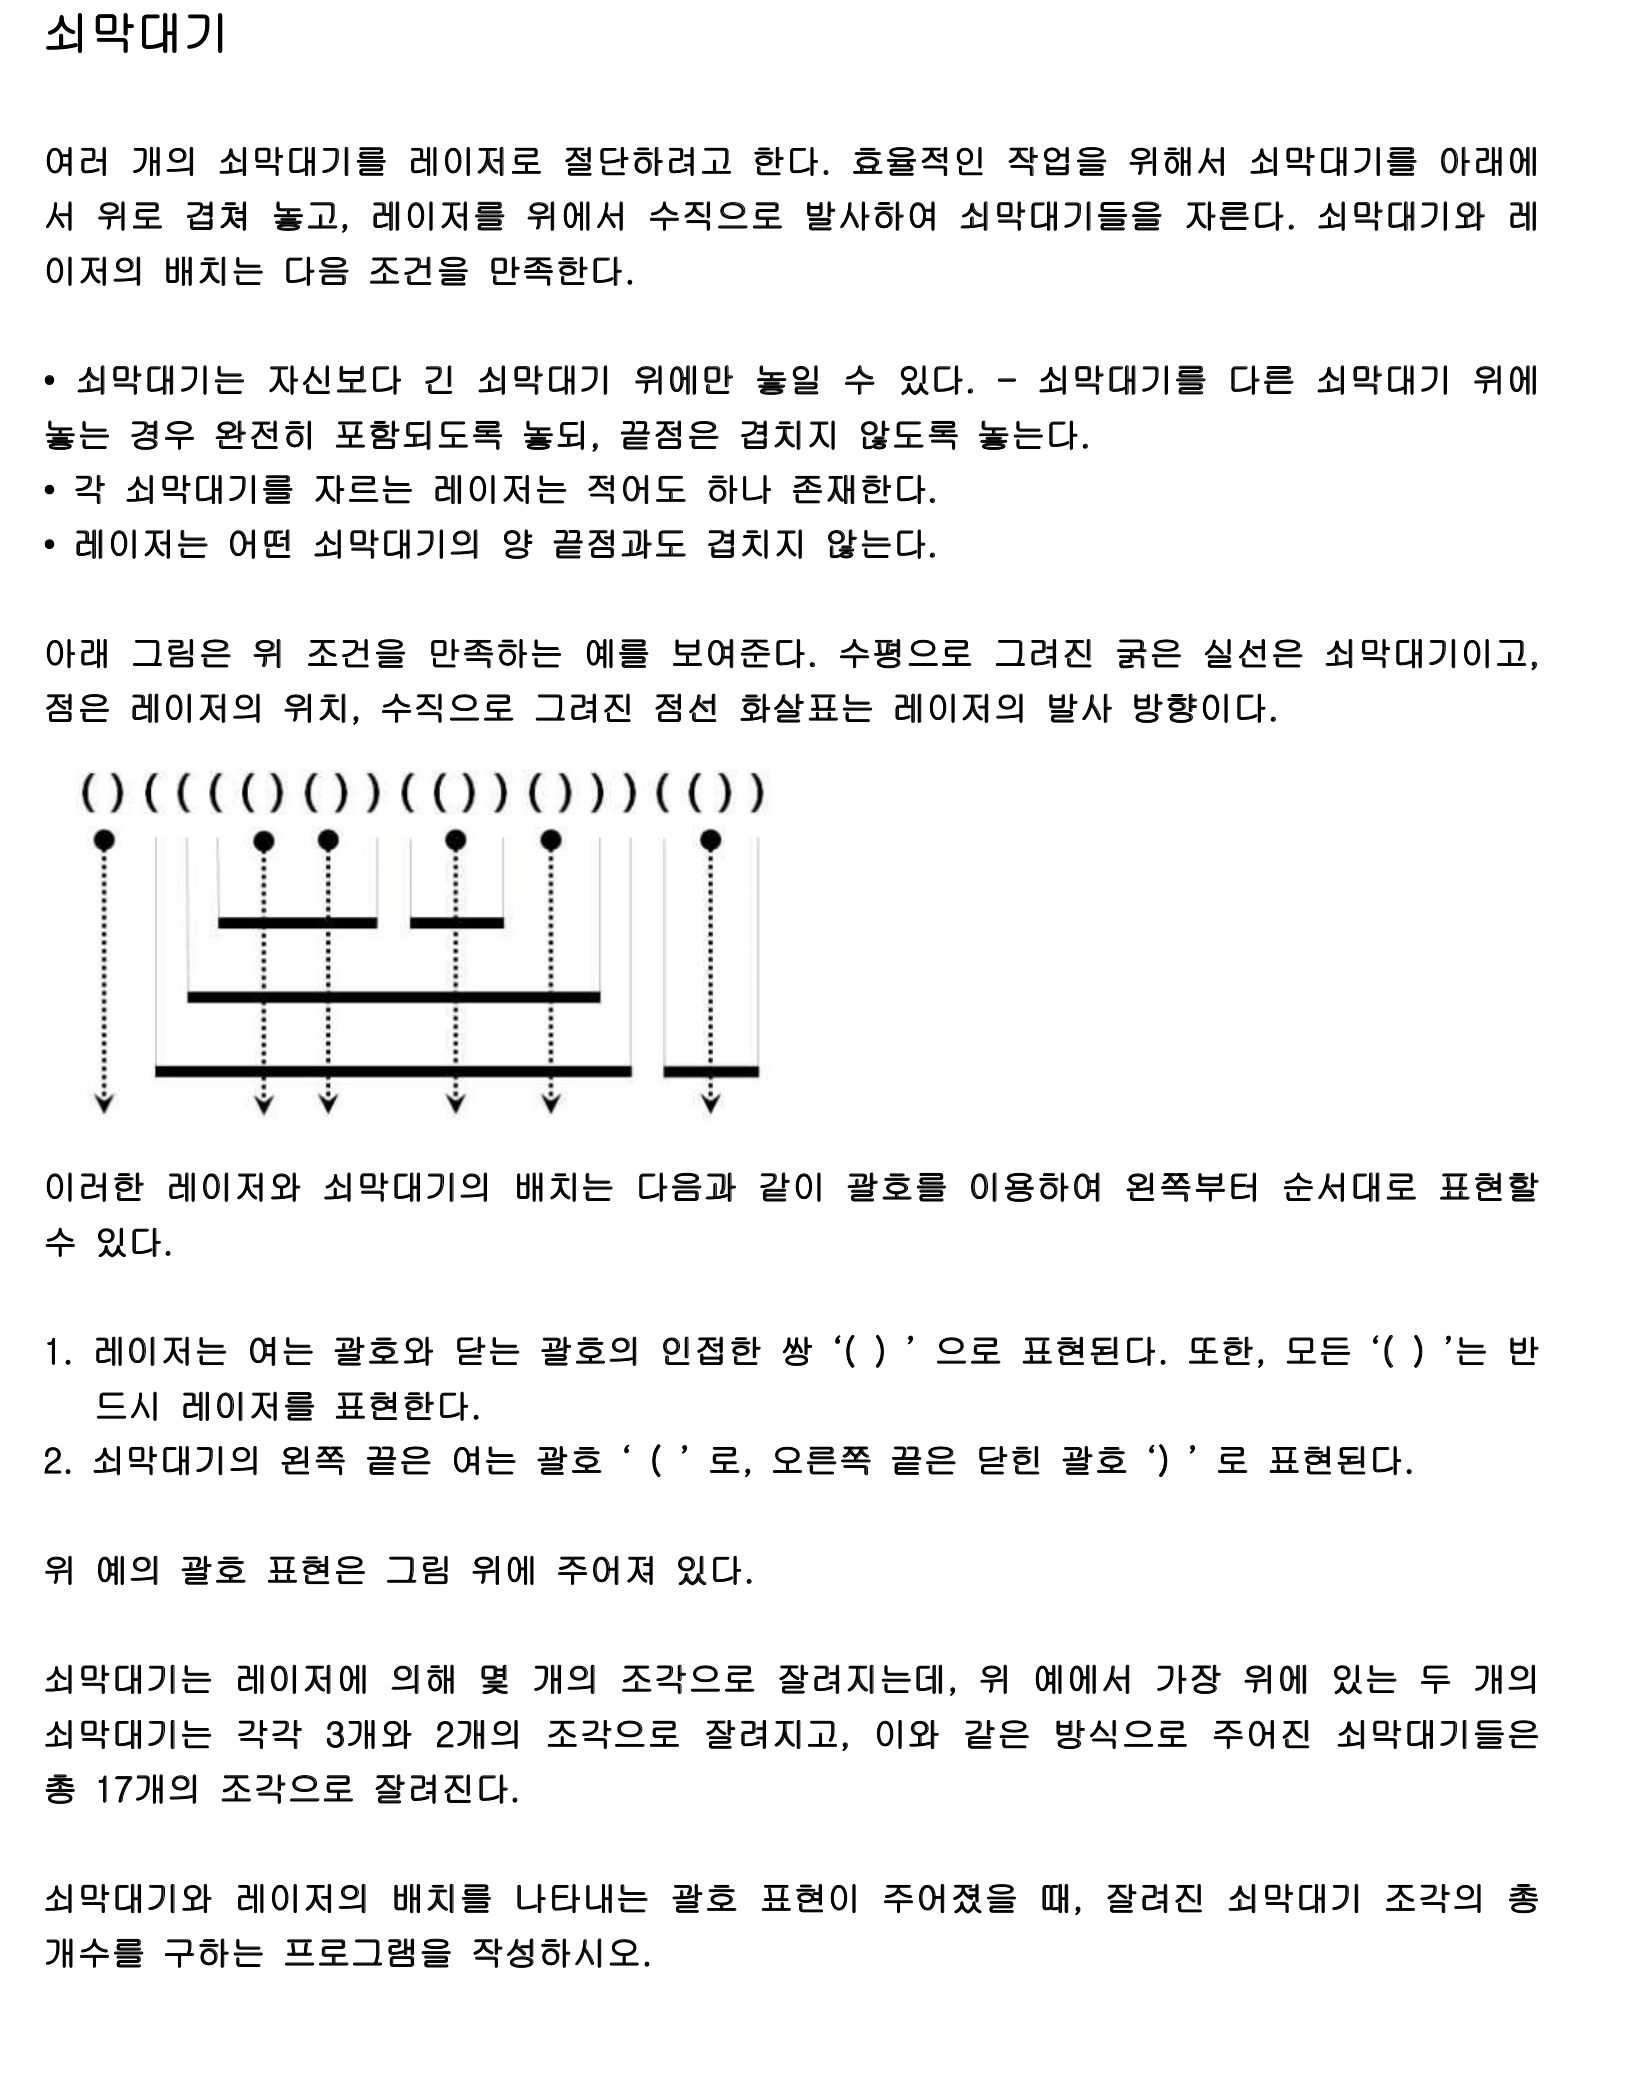 쇠막대기
여러 개의 쇠막대기를 레이저로 절단하려고 한다. 효율적인 작업을 위해서 쇠막대기를 아래에
서 위로 겹쳐 놓고, 레이저를 위에서 수직으로 발사하여 쇠막대기들을 자른다. 쇠막대기와 레
이저의 배치는 다음 조건을 만족한다.
• 쇠막대기는 자신보다 긴 쇠막대기 위에만 놓일 수 있다. - 쇠막대기를 다른 쇠막대기 위에
놓는 경우 완전히 포함되도록 놓되, 끝점은 겹치지 않도록 놓는다.
• 각 쇠막대기를 자르는 레이저는 적어도 하나 존재한다.
• 레이저는 어떤 쇠막대기의 양 끝점과도 겹치지 않는다.
아래 그림은 위 조건을 만족하는 예를 보여준다. 수평으로 그려진 굵은 실선은 쇠막대기이고,
점은 레이저의 위치, 수직으로 그려진 점선 화살표는 레이저의 발사 방향이다.
()(((()())(())()))(())
이러한 레이저와 쇠막대기의 배치는 다음과 같이 괄호를 이용하여 왼쪽부터 순서대로 표현할
수 있다.
1. 레이저는 여는 괄호와 닫는 괄호의 인접한 쌍 ‘( ) ’ 으로 표현된다. 또한, 모든 ‘( ) ’는 반
드시 레이저를 표현한다.
2. 쇠막대기의 왼쪽 끝은 여는 괄호 ‘ ( ’ 로, 오른쪽 끝은 닫힌 괄호 ‘) ’ 로 표현된다.
위 예의 괄호 표현은 그림 위에 주어져 있다.
쇠막대기는 레이저에 의해 몇 개의 조각으로 잘려지는데, 위 예에서 가장 위에 있는 두 개의
쇠막대기는 각각 3개와 2개의 조각으로 잘려지고, 이와 같은 방식으로 주어진 쇠막대기들은
총 17개의 조각으로 잘려진다.
쇠막대기와 레이저의 배치를 나타내는 괄호 표현이 주어졌을 때, 잘려진 쇠막대기 조각의 총
개수를 구하는 프로그램을 작성하시오.